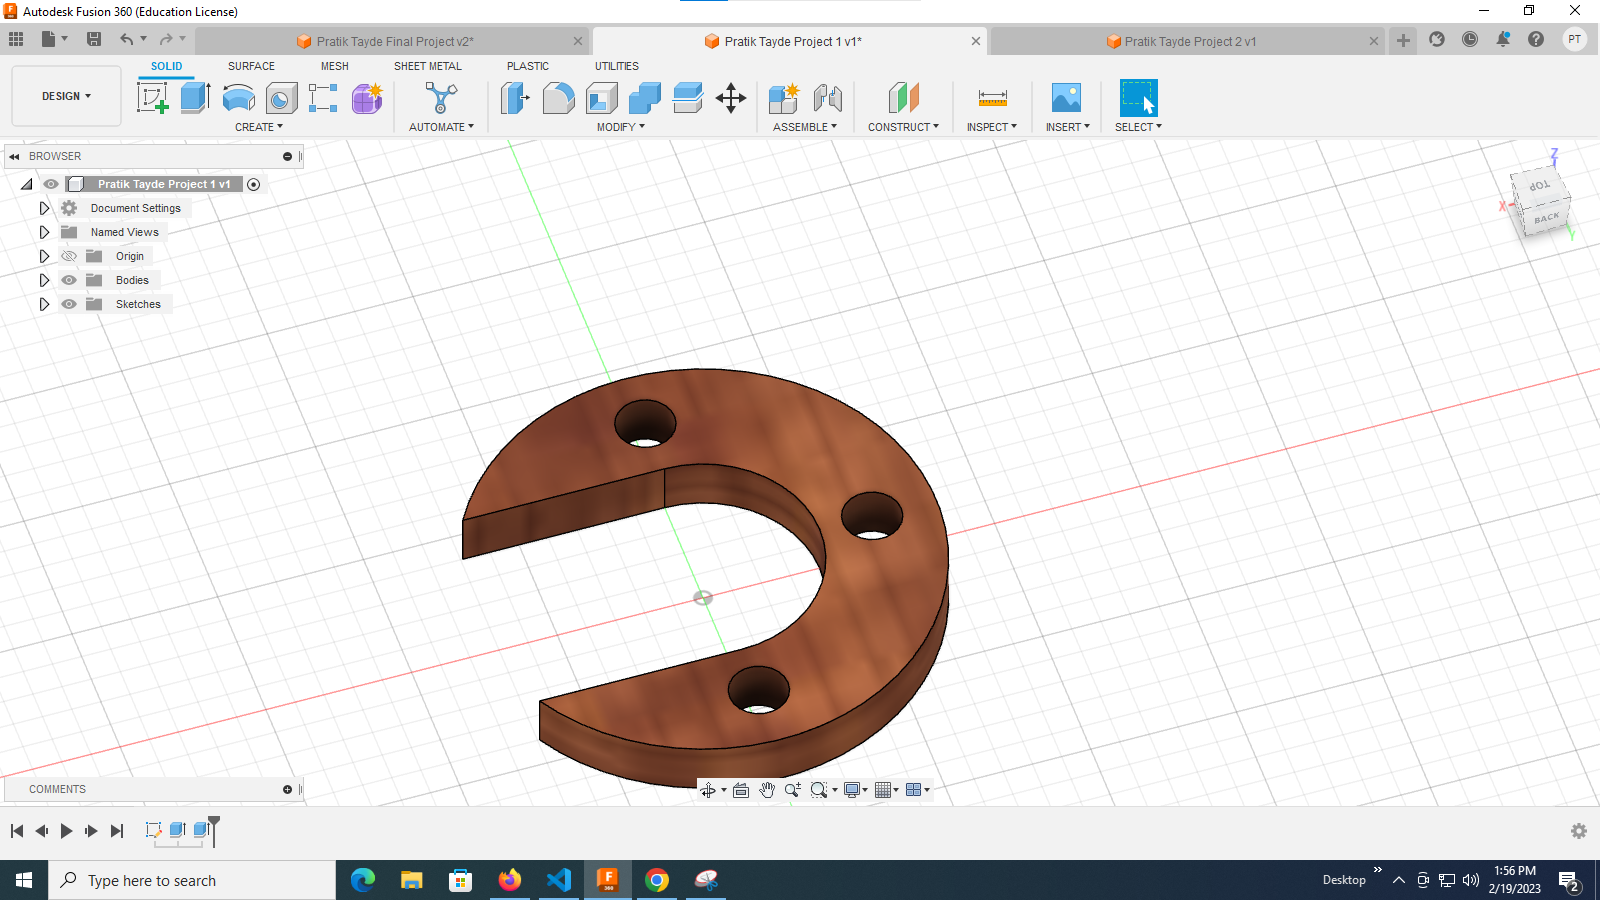 Autodesk Fusion 360 (Education License)
Pratik Tayde Final Project v2*
Pratik Tayde Project 1 v1*
Pratik Tayde Project 2 v1
PT
SOLID SURFACE MESH SHEET METAL PLASTIC UTILITIES
DESIGN
CREATE AUTOMATE MODIFY ASSEMBLE CONSTRUCT INSPECT INSERT SELECT
BROWSER
Pratik Tayde Project 1 v1
Document Settings
Named Views
Origin
Bodies
Sketches
Z
TOP
X
BACK
Y
COMMENTS
F
360
Type here to search
Desktop
1:56 PM
2/19/2023
2